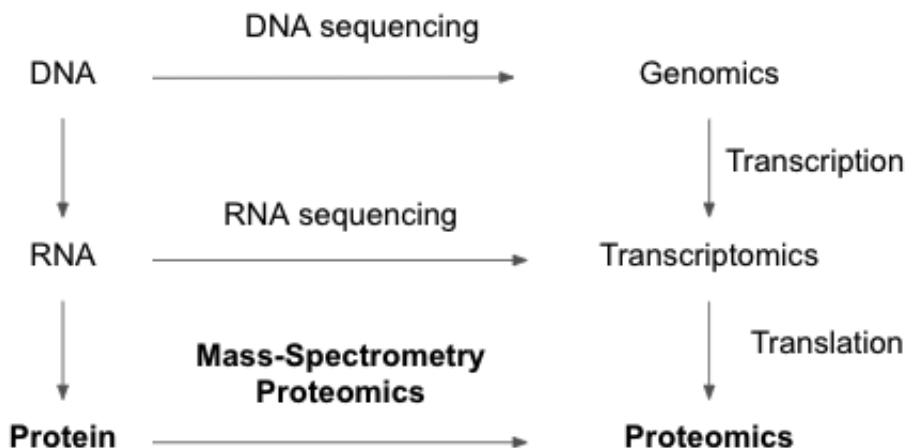 DNA sequencing
DNA
Genomics
Transcription
RNA sequencing
RNA
Transcriptomics
Translation
Mass-Spectrometry
Proteomics
Protein
Proteomics